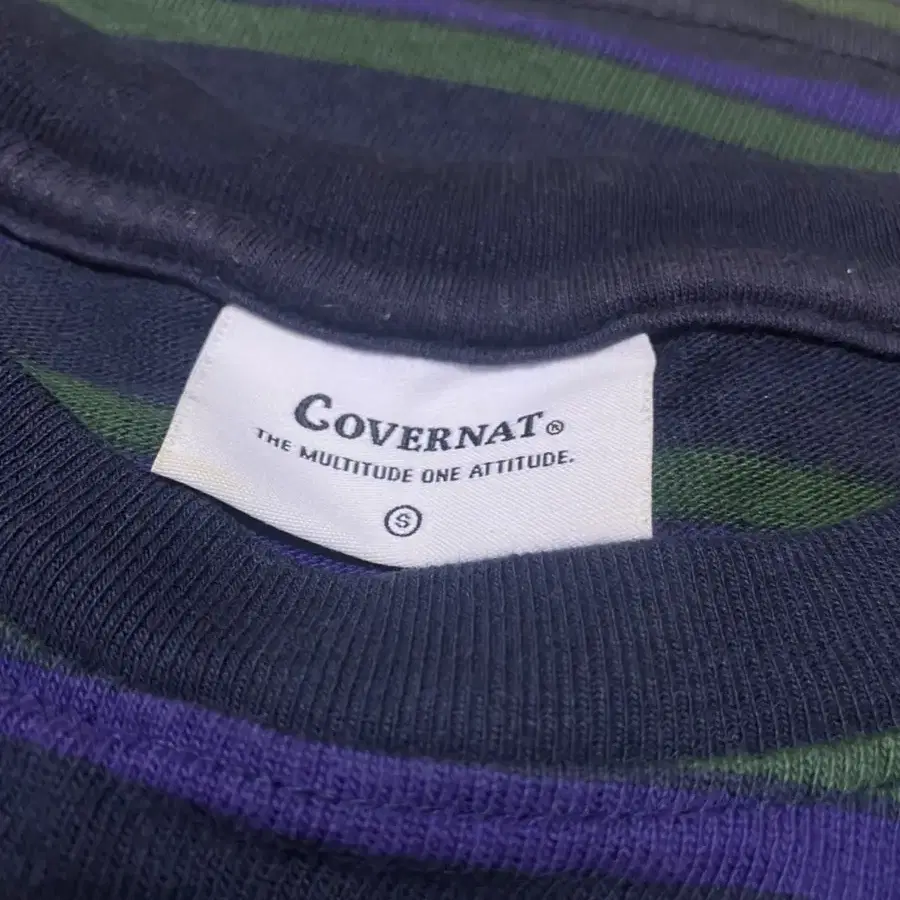 COVERNAT®
THE MULTITUDE ONE ATTITUDE.
S